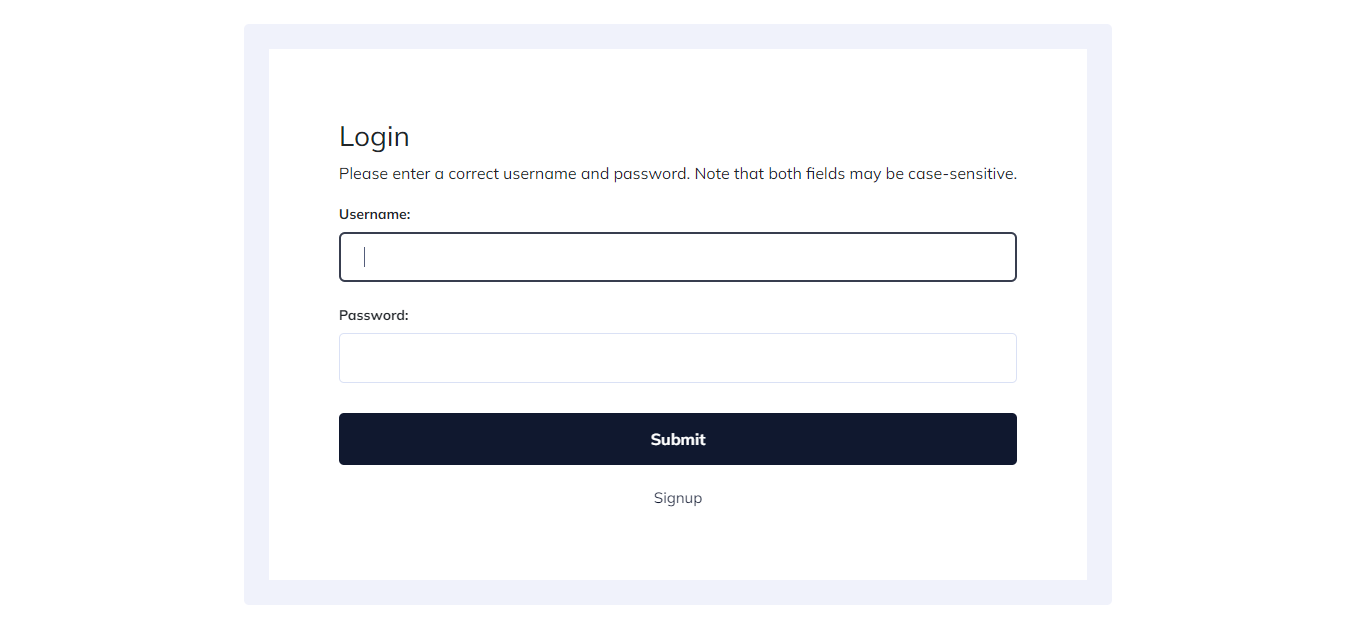 Login
Please enter a correct username and password. Note that both fields may be case-sensitive.
Username:
Password:
Submit
Signup